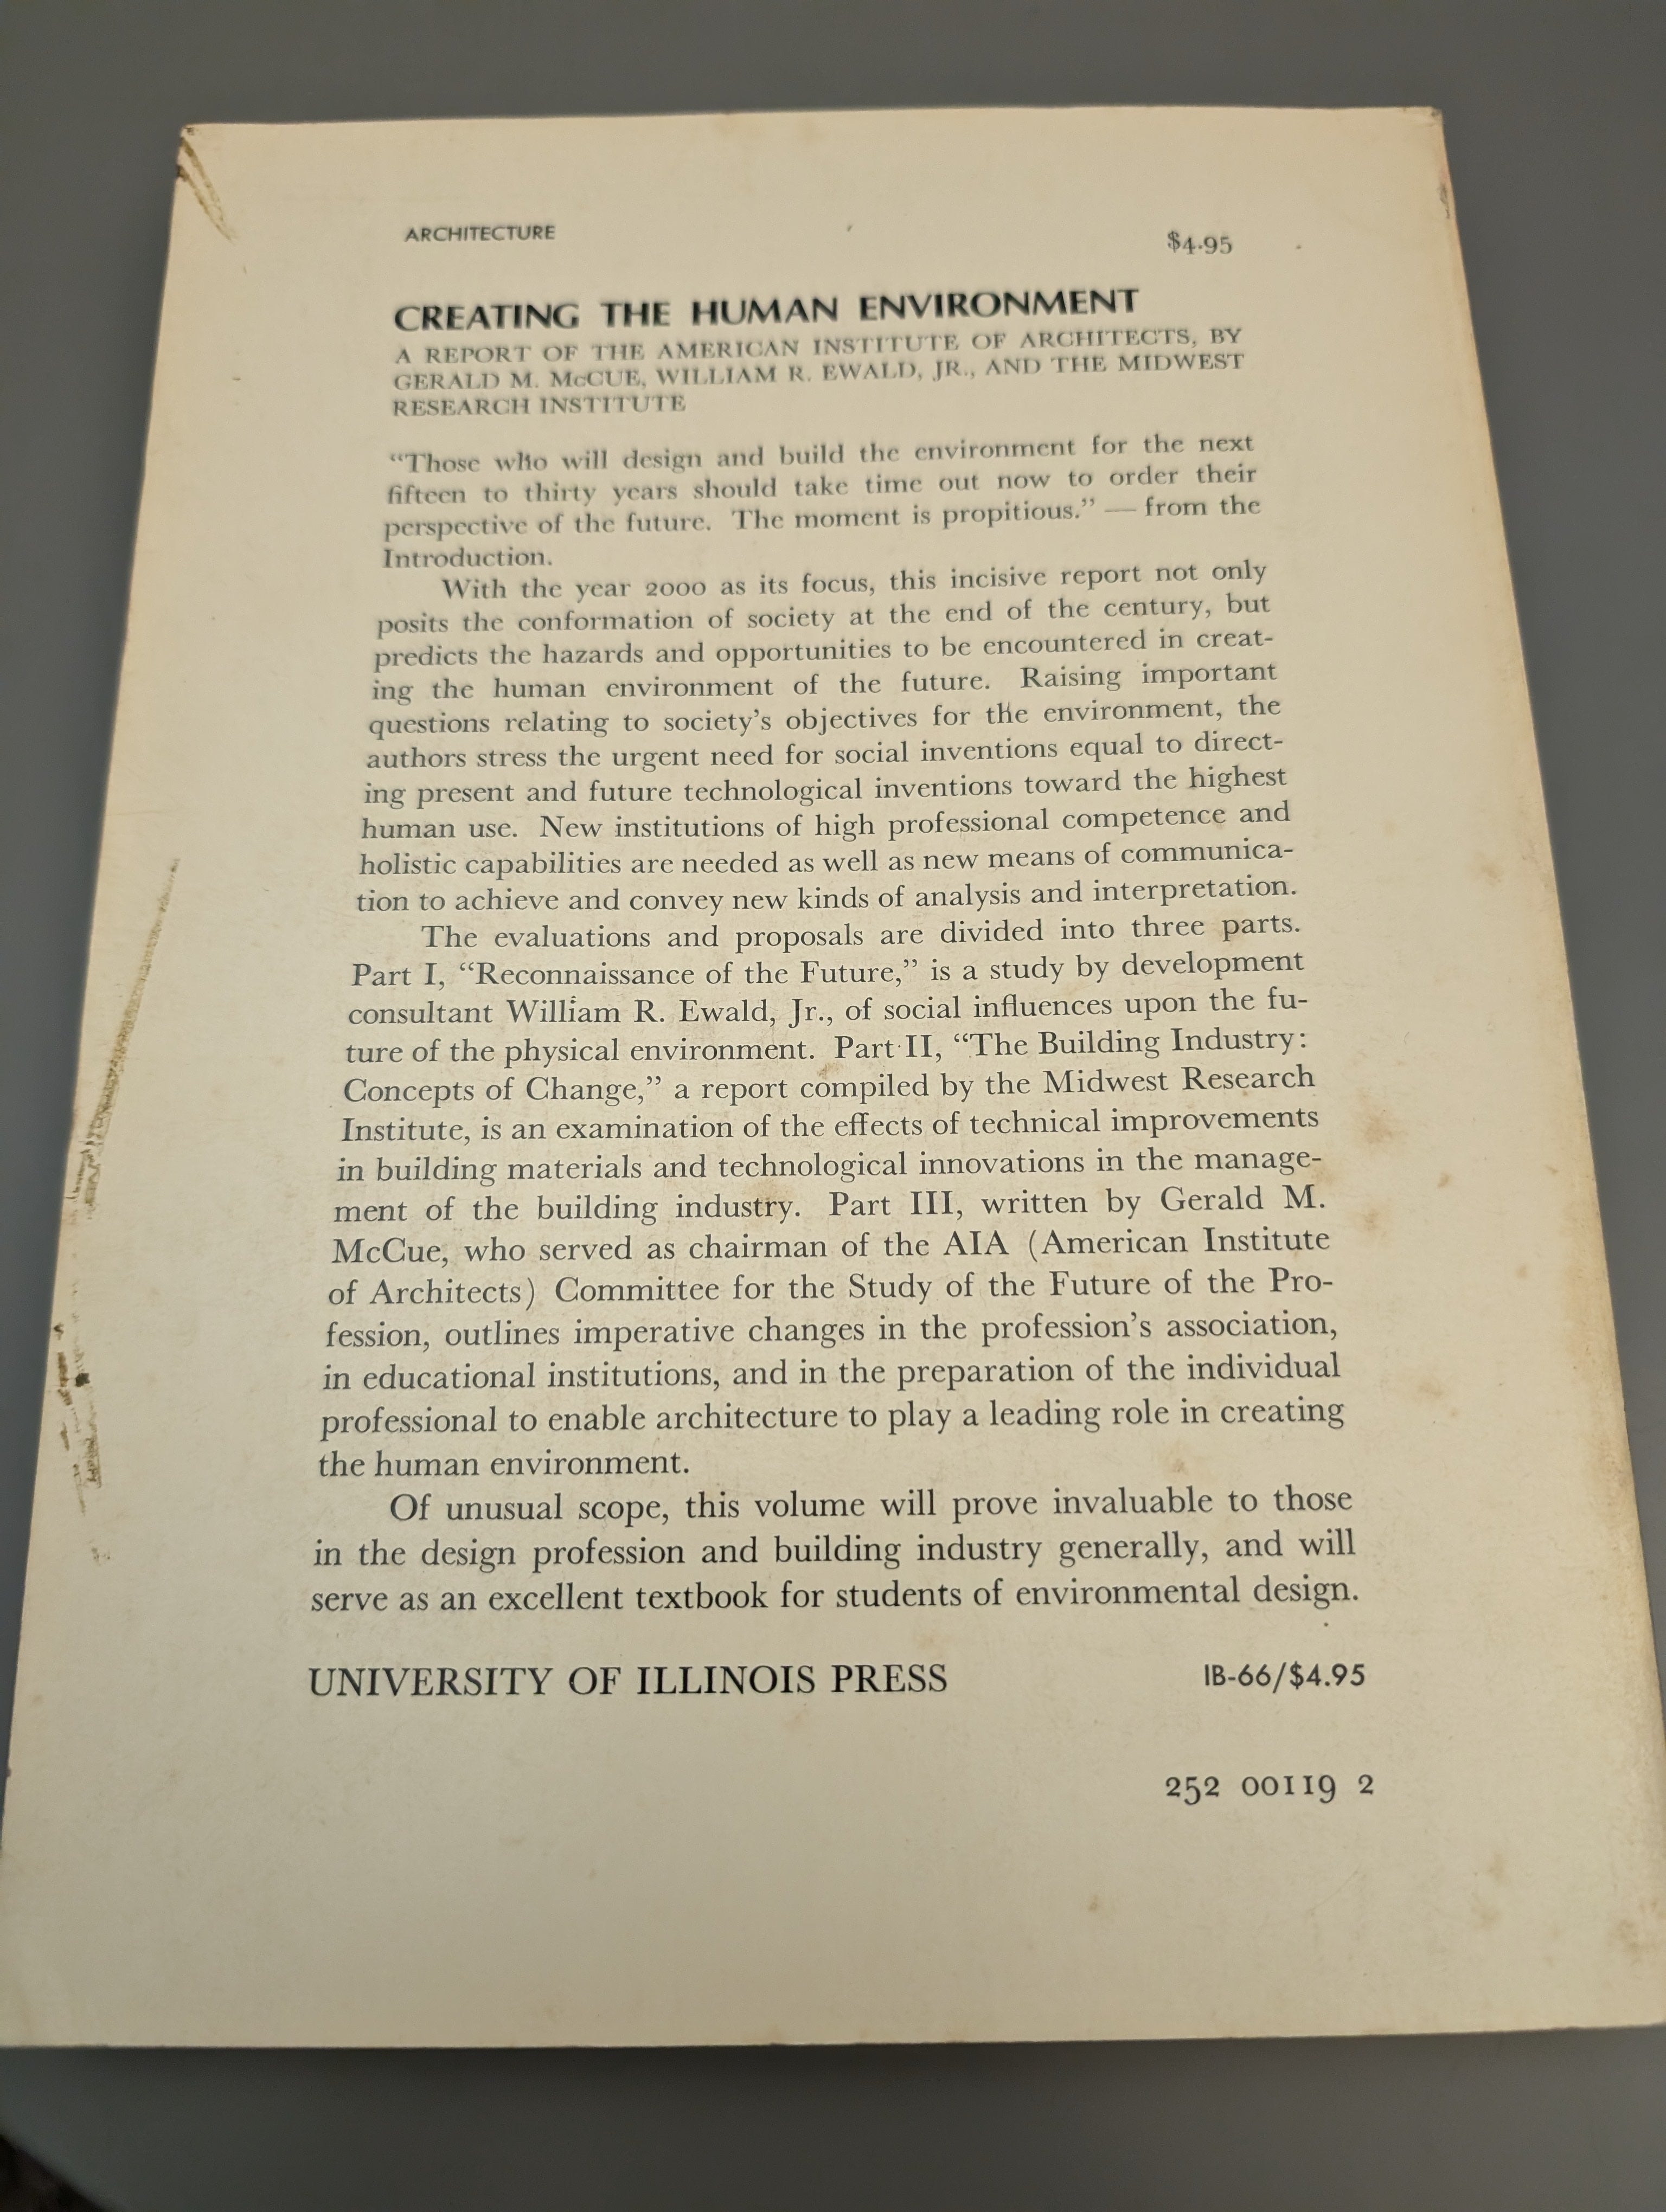 ARCHITECTURE
$4.95
CREATING THE HUMAN ENVIRONMENT
A REPORT OF THE AMERICAN INSTITUTE OF ARCHITECTS, BY
GERALD M. McCUE, WILLIAM R. EWALD, JR., AND THE MIDWEST
RESEARCH INSTITUTE
“Those who will design and build the environment for the next
fifteen to thirty years should take time out now to order their
perspective of the future. The moment is propitious.” — from the
Introduction.
With the year 2000 as its focus, this incisive report not only
posits the conformation of society at the end of the century, but
predicts the hazards and opportunities to be encountered in creat-
ing the human environment of the future. Raising important
questions relating to society’s objectives for the environment, the
authors stress the urgent need for social inventions equal to direct-
ing present and future technological inventions toward the highest
human use. New institutions of high professional competence and
holistic capabilities are needed as well as new means of communica-
tion to achieve and convey new kinds of analysis and interpretation.
The evaluations and proposals are divided into three parts.
Part I, “Reconnaissance of the Future,” is a study by development
consultant William R. Ewald, Jr., of social influences upon the fu-
ture of the physical environment. Part II, “The Building Industry:
Concepts of Change,” a report compiled by the Midwest Research
Institute, is an examination of the effects of technical improvements
in building materials and technological innovations in the manage-
ment of the building industry. Part III, written by Gerald M.
McCue, who served as chairman of the AIA (American Institute
of Architects) Committee for the Study of the Future of the Pro-
fession, outlines imperative changes in the profession’s association,
in educational institutions, and in the preparation of the individual
professional to enable architecture to play a leading role in creating
the human environment.
Of unusual scope, this volume will prove invaluable to those
in the design profession and building industry generally, and will
serve as an excellent textbook for students of environmental design.
UNIVERSITY OF ILLINOIS PRESS
IB-66/$4.95
252 00119 2